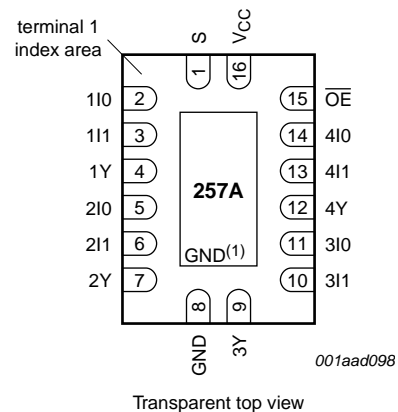 terminal 1
index area
S
VCC
1
16
1I0 2
15 OE
1I1 3
14 4I0
1Y 4
13 4I1
2I0 5
257A
12 4Y
2I1 6
11 3I0
GND(1)
2Y 7
10 3I1
8
9
GND
3Y
001aad098
Transparent top view